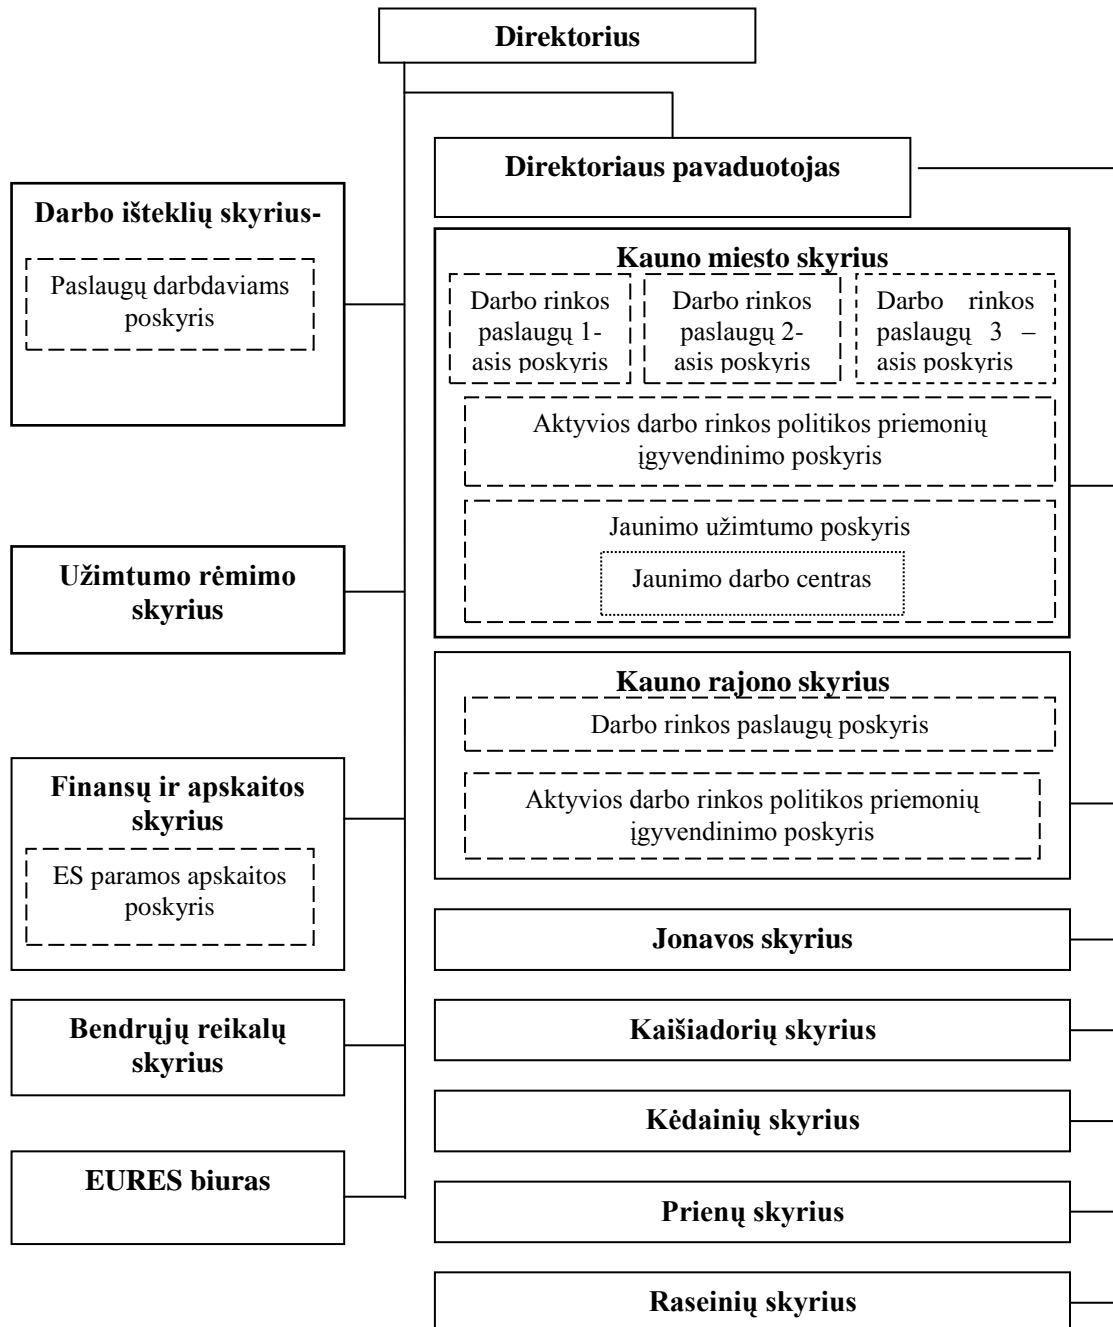 Direktorius
Direktoriaus pavaduotojas
Darbo išteklių skyrius-
Paslaugų darbdaviams
poskyris
Užimtumo rėmimo
skyrius
Finansų ir apskaitos
skyrius
ES paramos apskaitos
poskyris
Bendrųjų reikalų
skyrius
EURES biuras
Kauno miesto skyrius
Darbo rinkos
paslaugų 1-
asis poskyris
Darbo rinkos
paslaugų 2-
asis poskyris
Darbo rinkos
paslaugų 3 –
asis poskyris
Aktyvios darbo rinkos politikos priemonių
įgyvendinimo poskyris
Jaunimo užimtumo poskyris
Jaunimo darbo centras
Kauno rajono skyrius
Darbo rinkos paslaugų poskyris
Aktyvios darbo rinkos politikos priemonių
įgyvendinimo poskyris
Jonavos skyrius
Kaišiadorių skyrius
Kėdainių skyrius
Prienų skyrius
Raseinių skyrius